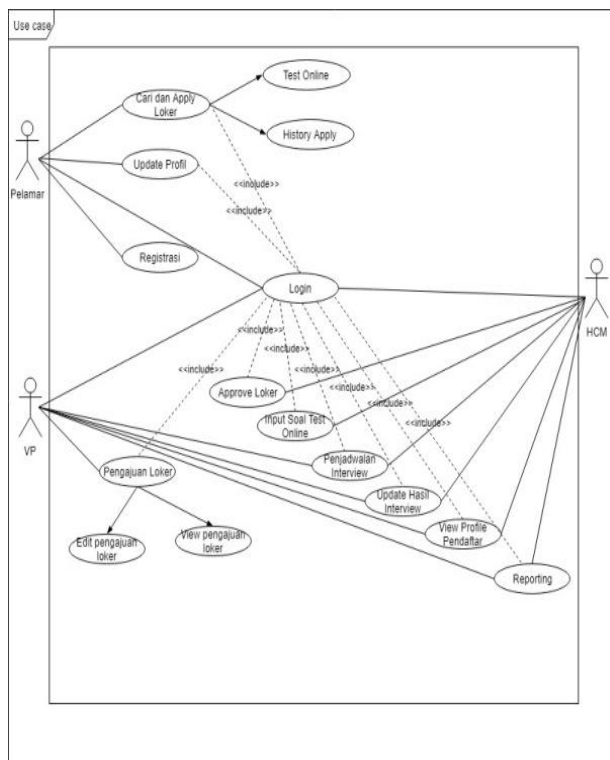 Use case
Test Online
Cari dan Apply
Loker
History Apply
Pelamar
Update Profil
<<include>>
<<include>>
Registrasi
Login
HCM
<<include>>
<<include>>
<<include>>
<<include>>
<<include>>
<<include>>
<<include>>
Approve Loker
VP
Input Soal Test
Online
Penjadwalan
Interview
Pengajuan Loker
Update Hasil
Interview
View Profile
Pendaftar
Edit pengajuan
loker
View pengajuan
loker
Reporting